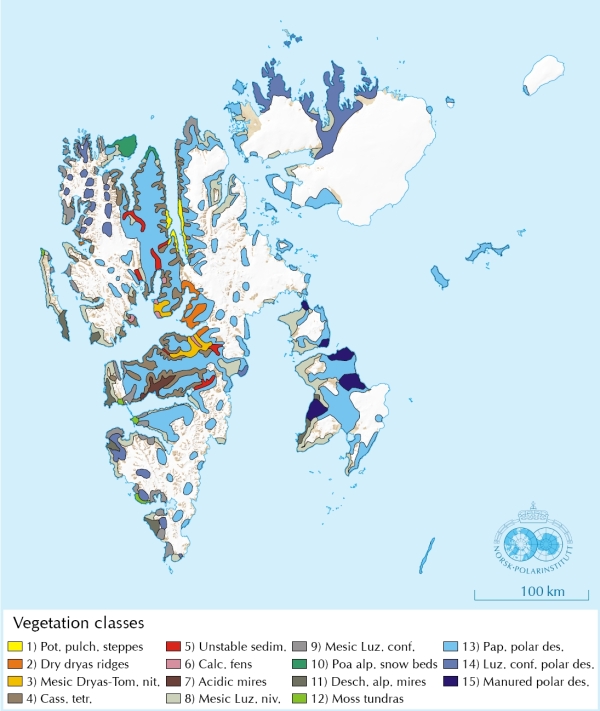 NORSK-POLARINSTITUTT
100 km
Vegetation classes
1) Pot. pulch. steppes
2) Dry dryas ridges
3) Mesic Dryas-Tom. nit.
4) Cass. tetr.
5) Unstable sedim.
6) Calc. fens
7) Acidic mires
8) Mesic Luz. niv.
9) Mesic Luz. conf.
10) Poa alp. snow beds
11) Desch. alp. mires
12) Moss tundras
13) Pap. polar des.
14) Luz. conf. polar des.
15) Manured polar des.